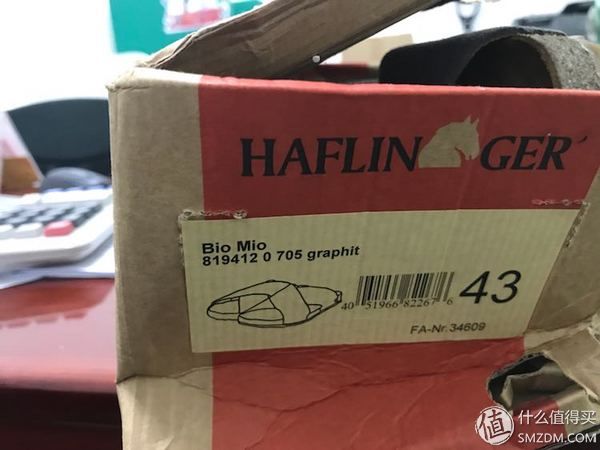 HAFLINGER
Bio Mio
819412 0 705 graphit
4051966822676
43
FA-Nr.34609
值 什么值得买
SMZDM.COM